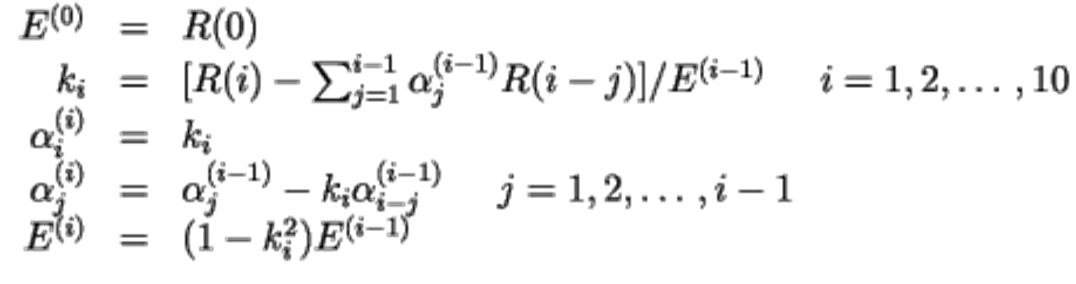 E^{(0)} = R(0)
k_i = [R(i) − ∑_{j=1}^{i−1} α_j^{(i−1)} R(i − j)]/E^{(i−1)} i = 1, 2, . . . , 10
α_i^{(i)} = k_i
α_j^{(i)} = α_j^{(i−1)} − k_i α_{i−j}^{(i−1)} j = 1, 2, . . . , i − 1
E^{(i)} = (1 − k_i^2)E^{(i−1)}